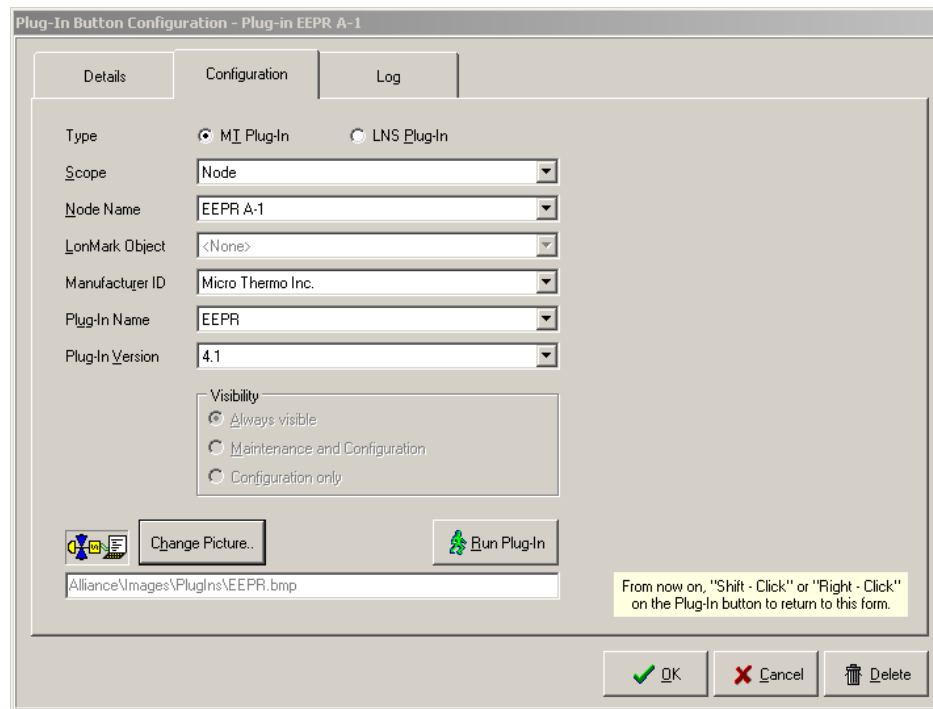 Plug-In Button Configuration - Plug-in EEPR A-1
Details Configuration Log
Type MT Plug-In LNS Plug-In
Scope Node
Node Name EEPR A-1
LonMark Object <None>
Manufacturer ID Micro Thermo Inc.
Plug-In Name EEPR
Plug-In Version 4.1
Visibility
Always visible
Maintenance and Configuration
Configuration only
Change Picture.. Run Plug-In
Alliance\Images\PlugIns\EEPR.bmp
From now on, "Shift - Click" or "Right - Click"
on the Plug-In button to return to this form.
OK Cancel Delete